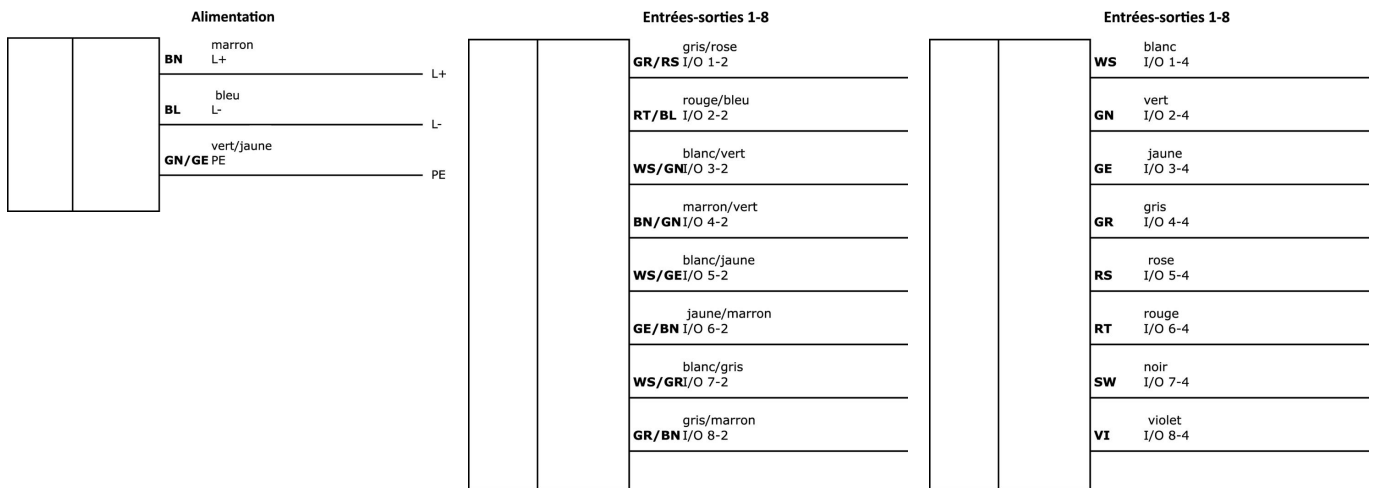 Alimentation
marron
BN L+
L+
bleu
BL L-
L-
vert/jaune
GN/GE PE
PE
Entrées-sorties 1-8
gris/rose
GR/RS I/O 1-2
rouge/bleu
RT/BL I/O 2-2
blanc/vert
WS/GN I/O 3-2
marron/vert
BN/GN I/O 4-2
blanc/jaune
WS/GE I/O 5-2
jaune/marron
GE/BN I/O 6-2
blanc/gris
WS/GR I/O 7-2
gris/marron
GR/BN I/O 8-2
Entrées-sorties 1-8
blanc
WS I/O 1-4
vert
GN I/O 2-4
jaune
GE I/O 3-4
gris
GR I/O 4-4
rose
RS I/O 5-4
rouge
RT I/O 6-4
noir
SW I/O 7-4
violet
VI I/O 8-4